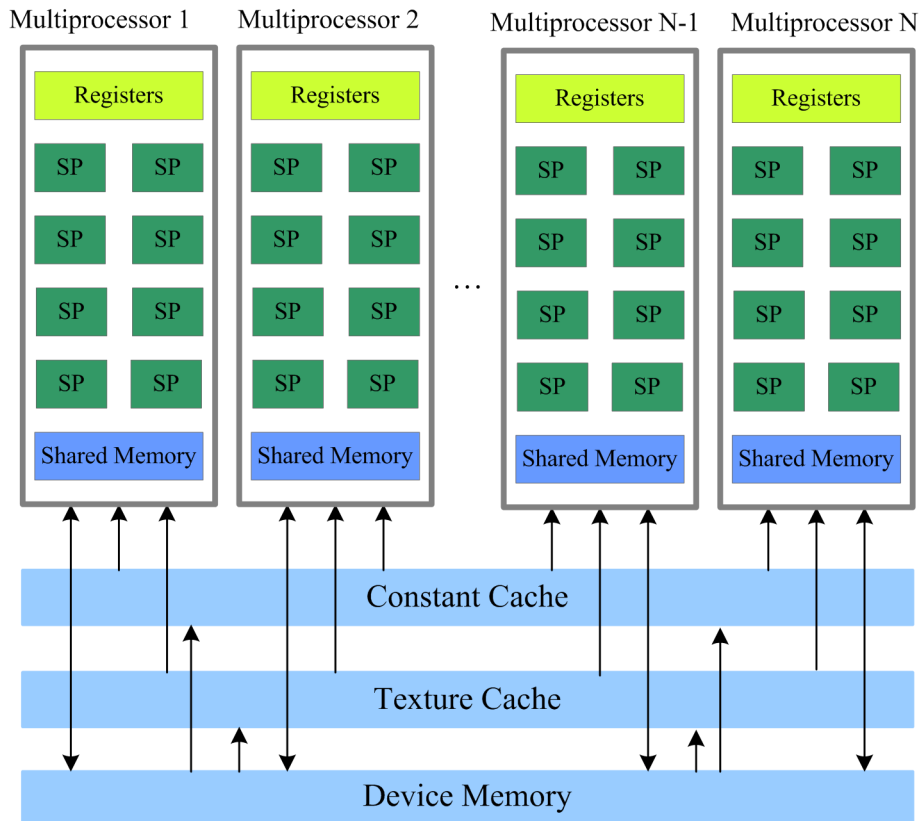 Multiprocessor 1
Multiprocessor 2
Multiprocessor N-1
Multiprocessor N
Registers
Registers
Registers
Registers
SP SP
SP SP
SP SP
SP SP
SP SP
SP SP
SP SP
SP SP
...
SP SP
SP SP
SP SP
SP SP
SP SP
SP SP
SP SP
SP SP
Shared Memory
Shared Memory
Shared Memory
Shared Memory
Constant Cache
Texture Cache
Device Memory